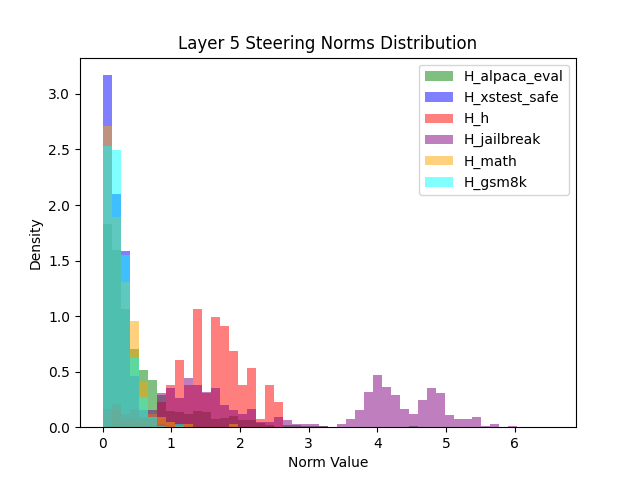 Layer 5 Steering Norms Distribution
H_alpaca_eval
H_xstest_safe
H_h
H_jailbreak
H_math
H_gsm8k
Density
3.0
2.5
2.0
1.5
1.0
0.5
0.0
0 1 2 3 4 5 6
Norm Value